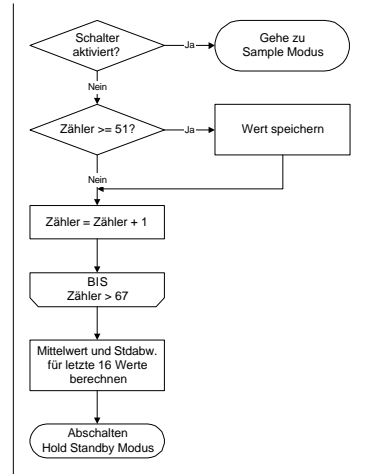 Schalter
aktiviert?
Ja
Gehe zu
Sample Modus
Nein
Zähler >= 51?
Ja
Wert speichern
Nein
Zähler = Zähler + 1
BIS
Zähler > 67
Mittelwert und Stdabw.
für letzte 16 Werte
berechnen
Abschalten
Hold Standby Modus